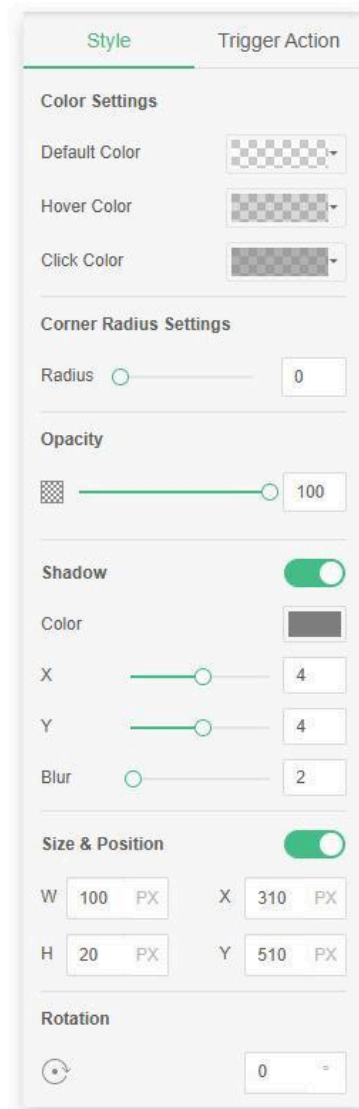 Style Trigger Action
Color Settings
Default Color
Hover Color
Click Color
Corner Radius Settings
Radius 0
Opacity
100
Shadow
Color
X 4
Y 4
Blur 2
Size & Position
W 100 PX X 310 PX
H 20 PX Y 510 PX
Rotation
0 °